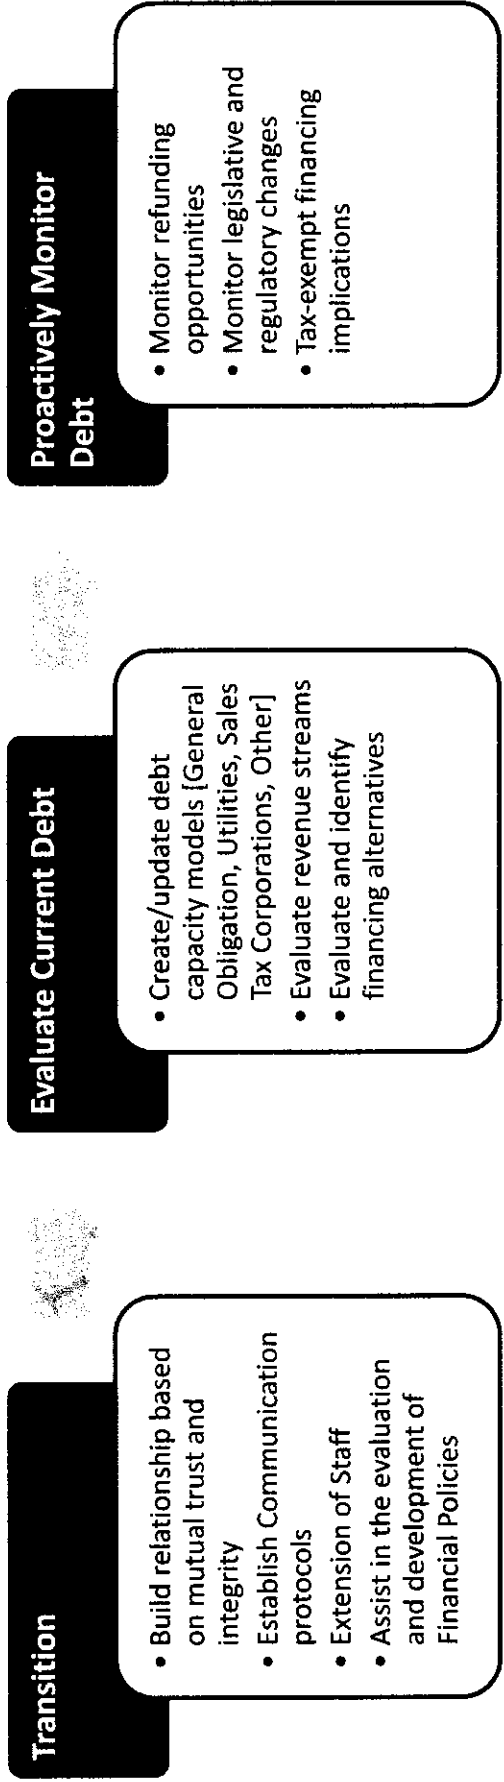 Transition
• Build relationship based
on mutual trust and
integrity
• Establish Communication
protocols
• Extension of Staff
• Assist in the evaluation
and development of
Financial Policies
Evaluate Current Debt
• Create/update debt
capacity models [General
Obligation, Utilities, Sales
Tax Corporations, Other]
• Evaluate revenue streams
• Evaluate and identify
financing alternatives
Proactively Monitor
Debt
• Monitor refunding
opportunities
• Monitor legislative and
regulatory changes
• Tax-exempt financing
implications